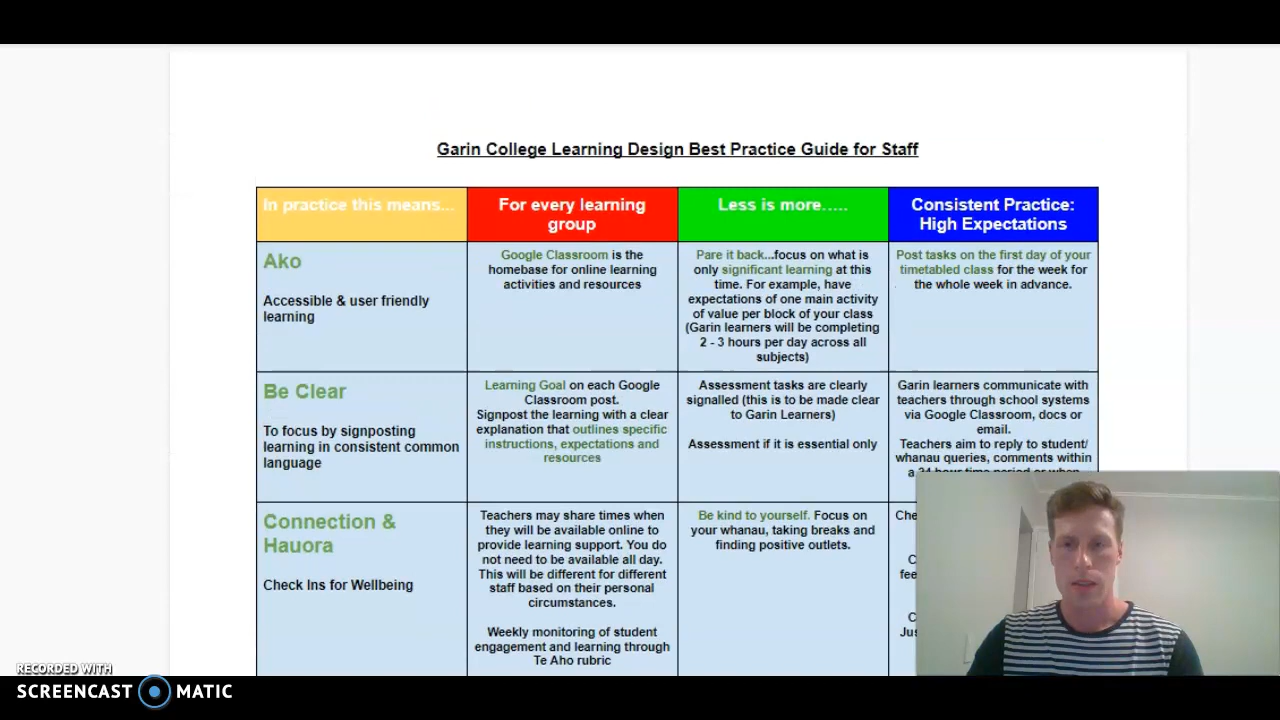 Garin College Learning Design Best Practice Guide for Staff
In practice this means...
For every learning
group
Less is more…..
Consistent Practice:
High Expectations
Ako
Accessible & user friendly
learning
Google Classroom is the
homebase for online learning
activities and resources
Pare it back...focus on what is
only significant learning at this
time. For example, have
expectations of one main activity
of value per block of your class
(Garin learners will be completing
2 - 3 hours per day across all
subjects)
Post tasks on the first day of your
timetabled class for the week for
the whole week in advance.
Be Clear
To focus by signposting
learning in consistent common
language
Learning Goal on each Google
Classroom post.
Signpost the learning with a clear
explanation that outlines specific
instructions, expectations and
resources
Assessment tasks are clearly
signalled (this is to be made clear
to Garin Learners)
Assessment if it is essential only
Garin learners communicate with
teachers through school systems
via Google Classroom, docs or
email.
Teachers aim to reply to student/
whanau queries, comments within
a 24 hour time period or when
Connection &
Hauora
Check Ins for Wellbeing
Teachers may share times when
they will be available online to
provide learning support. You do
not need to be available all day.
This will be different for different
staff based on their personal
circumstances.
Weekly monitoring of student
engagement and learning through
Te Aho rubric
Be kind to yourself. Focus on
your whanau, taking breaks and
finding positive outlets.
RECORDED WITH
SCREENCAST MATIC